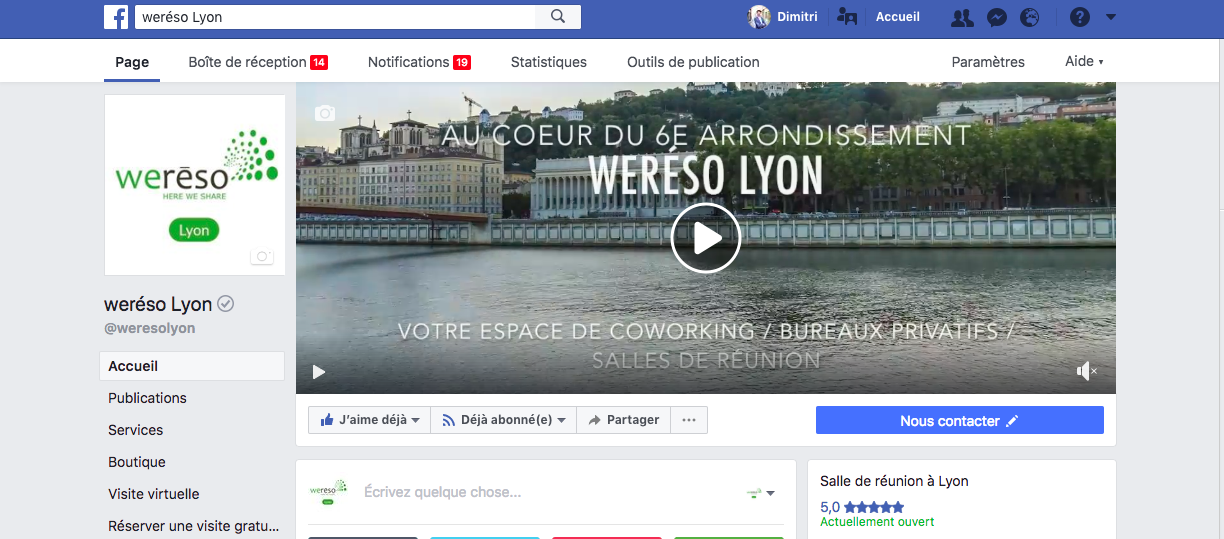 weréso Lyon
Dimitri
Accueil
Page
Boîte de réception 14
Notifications 19
Statistiques
Outils de publication
Paramètres
Aide
AU COEUR DU 6E ARRONDISSEMENT
WERÉSO LYON
VOTRE ESPACE DE COWORKING / BUREAUX PRIVATIFS /
SALLES DE RÉUNION
werēso
HERE WE SHARE
Lyon
weréso Lyon
@weresolyon
Accueil
Publications
Services
Boutique
Visite virtuelle
Réserver une visite gratu...
J'aime déjà
Déjà abonné(e)
Partager
Nous contacter
werēso
Écrivez quelque chose...
Salle de réunion à Lyon
5,0
Actuellement ouvert